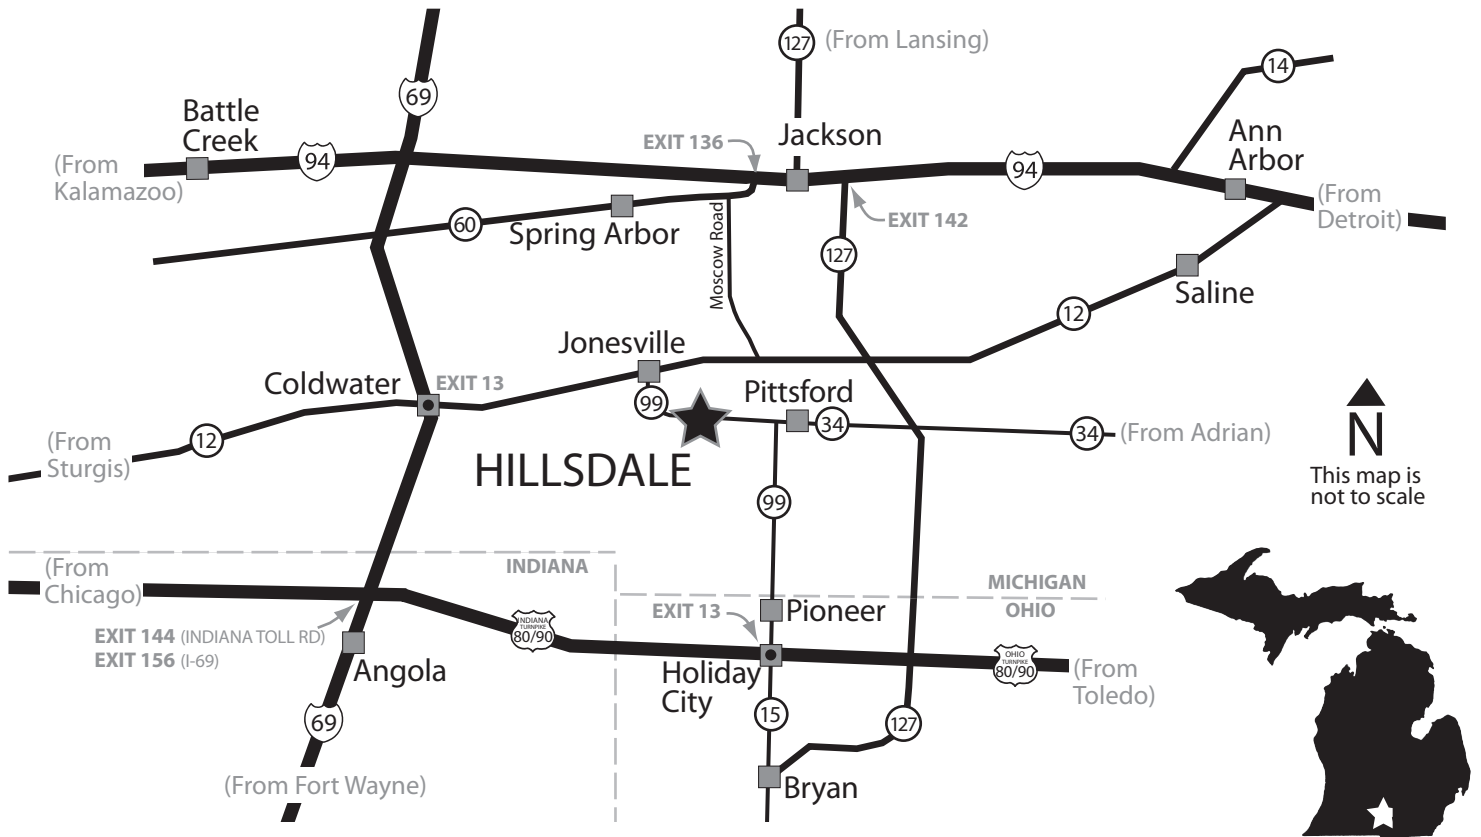 127
(From Lansing)
14
69
Battle
Creek
EXIT 136
Jackson
Ann
Arbor
94
94
(From
Kalamazoo)
(From
Detroit)
60
Spring Arbor
Moscow Road
EXIT 142
127
Saline
12
Jonesville
Coldwater
EXIT 13
99
Pittsford
34
34
(From Adrian)
N
This map is
not to scale
12
(From
Sturgis)
HILLSDALE
99
INDIANA
MICHIGAN
OHIO
(From
Chicago)
EXIT 144 (INDIANA TOLL RD)
EXIT 156 (I-69)
INDIANA
TURNPIKE
80/90
EXIT 13
Pioneer
Angola
Holiday
City
OHIO
TURNPIKE
80/90
(From
Toledo)
69
15
127
(From Fort Wayne)
Bryan